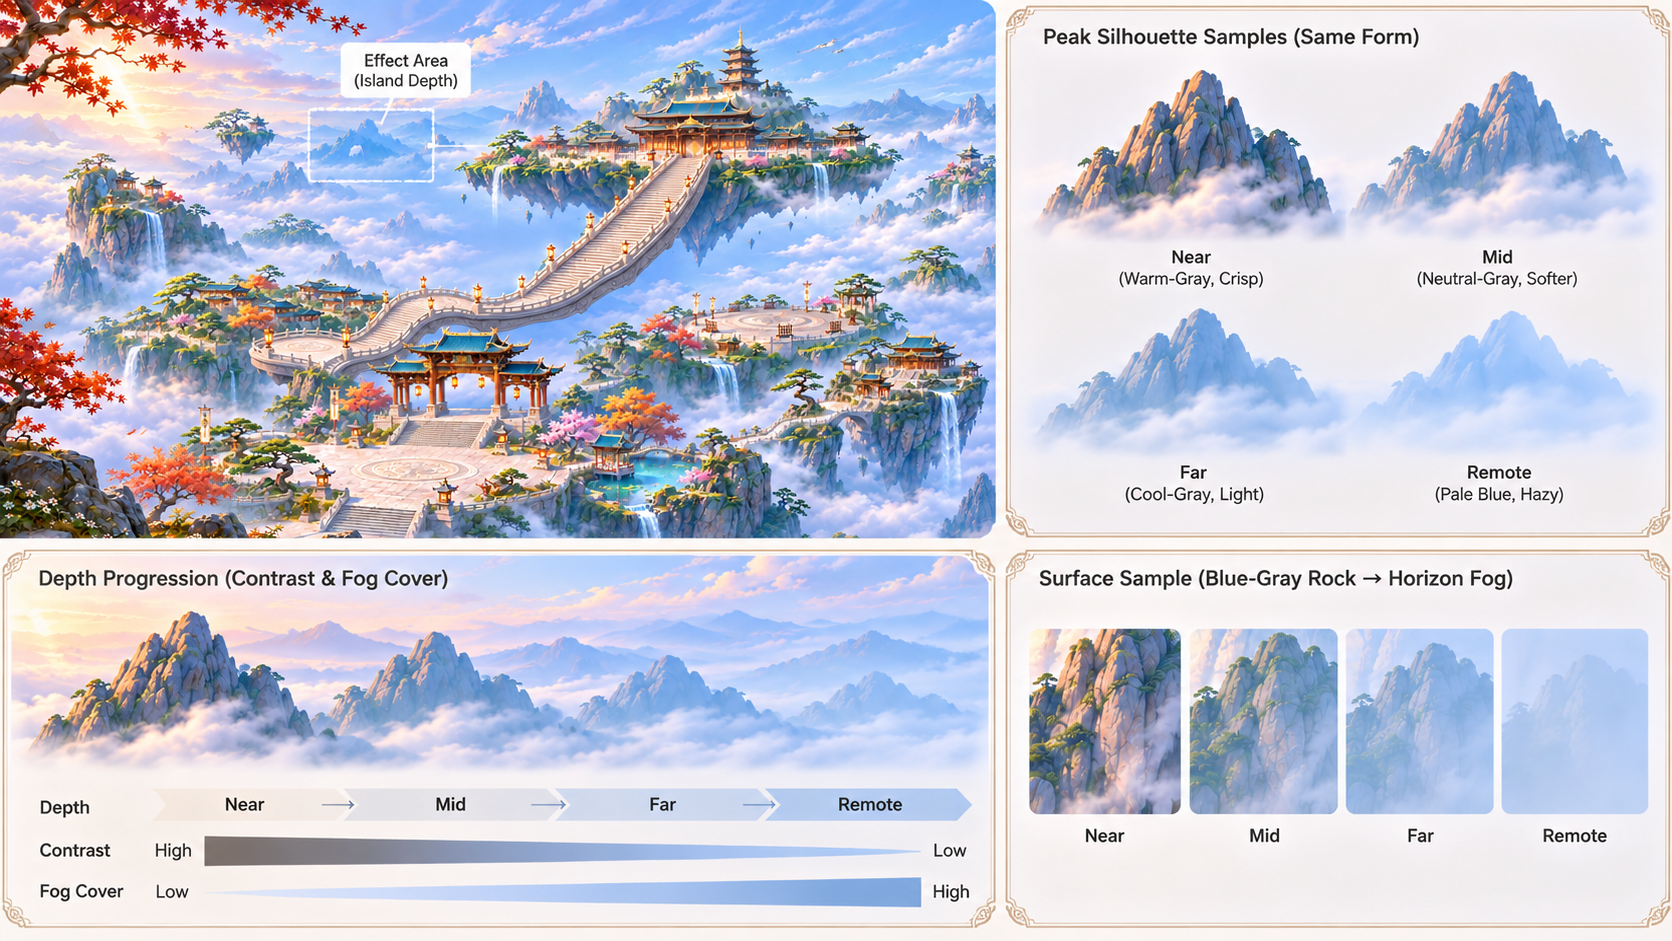 Effect Area
(Island Depth)
Peak Silhouette Samples (Same Form)
Near
(Warm-Gray, Crisp)
Mid
(Neutral-Gray, Softer)
Far
(Cool-Gray, Light)
Remote
(Pale Blue, Hazy)
Depth Progression (Contrast & Fog Cover)
Depth
Near
Mid
Far
Remote
Contrast
High
Low
Fog Cover
Low
High
Surface Sample (Blue-Gray Rock → Horizon Fog)
Near
Mid
Far
Remote